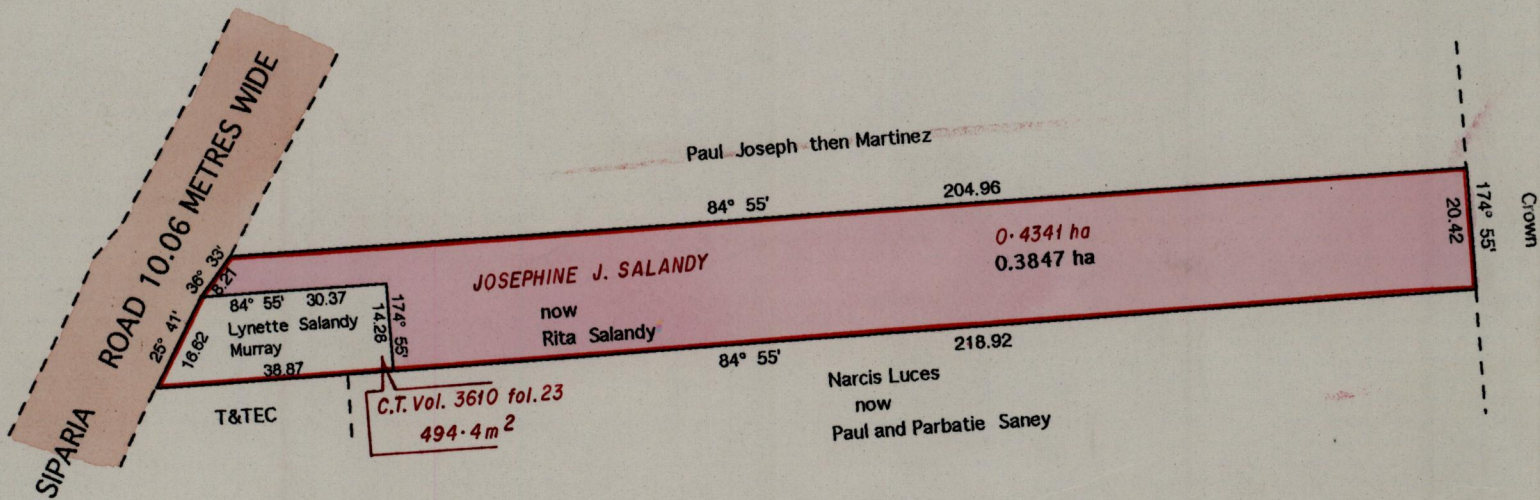 Paul Joseph then Martinez
84° 55' 204.96
ROAD 10.06 METRES WIDE
SIPARIA
36° 33'
8.21
25° 41'
16.62
JOSEPHINE J. SALANDY
now
Rita Salandy
0·4341 ha
0.3847 ha
174° 55'
20.42
Crown
84° 55' 30.37
Lynette Salandy
Murray
38.87
174° 55'
14.28
84° 55' 218.92
T&TEC
C.T. Vol. 3610 fol. 23
494·4 m²
Narcis Luces
now
Paul and Parbatie Saney